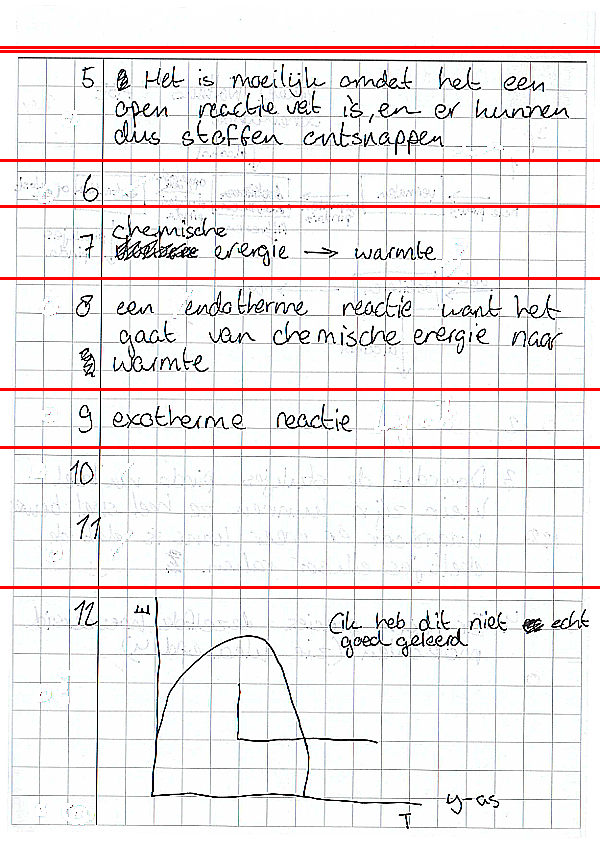 5 Het is moeilijk omdat het een
open reactie vat is, en er kunnen
dus stoffen ontsnappen
6
7 chemische
energie → warmte
8 een endotherme reactie want het
gaat van chemische energie naar
warmte
9 exotherme reactie
10
11
12 E
(ik heb dit niet echt
goed geleerd
y-as
T